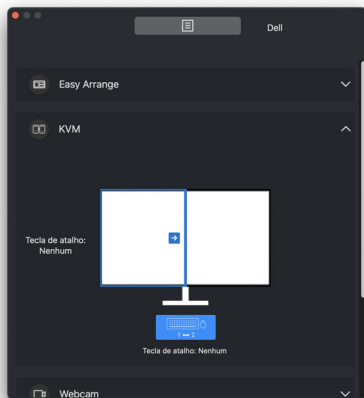 Dell
Easy Arrange
KVM
Tecla de atalho:
Nenhum
1 2
Tecla de atalho: Nenhum
Webcam